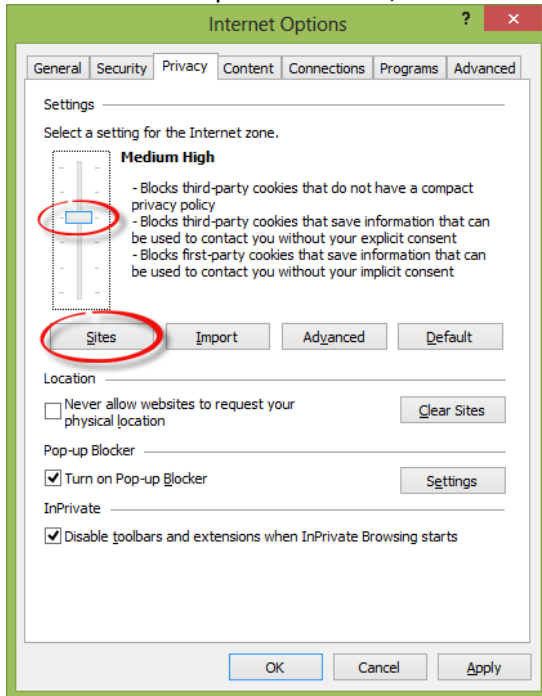 Internet Options
? ×
General Security Privacy Content Connections Programs Advanced
Settings
Select a setting for the Internet zone.
Medium High
- Blocks third-party cookies that do not have a compact
privacy policy
- Blocks third-party cookies that save information that can
be used to contact you without your explicit consent
- Blocks first-party cookies that save information that can
be used to contact you without your implicit consent
Sites Import Advanced Default
Location
Never allow websites to request your
physical location
Clear Sites
Pop-up Blocker
Turn on Pop-up Blocker
Settings
InPrivate
Disable toolbars and extensions when InPrivate Browsing starts
OK Cancel Apply